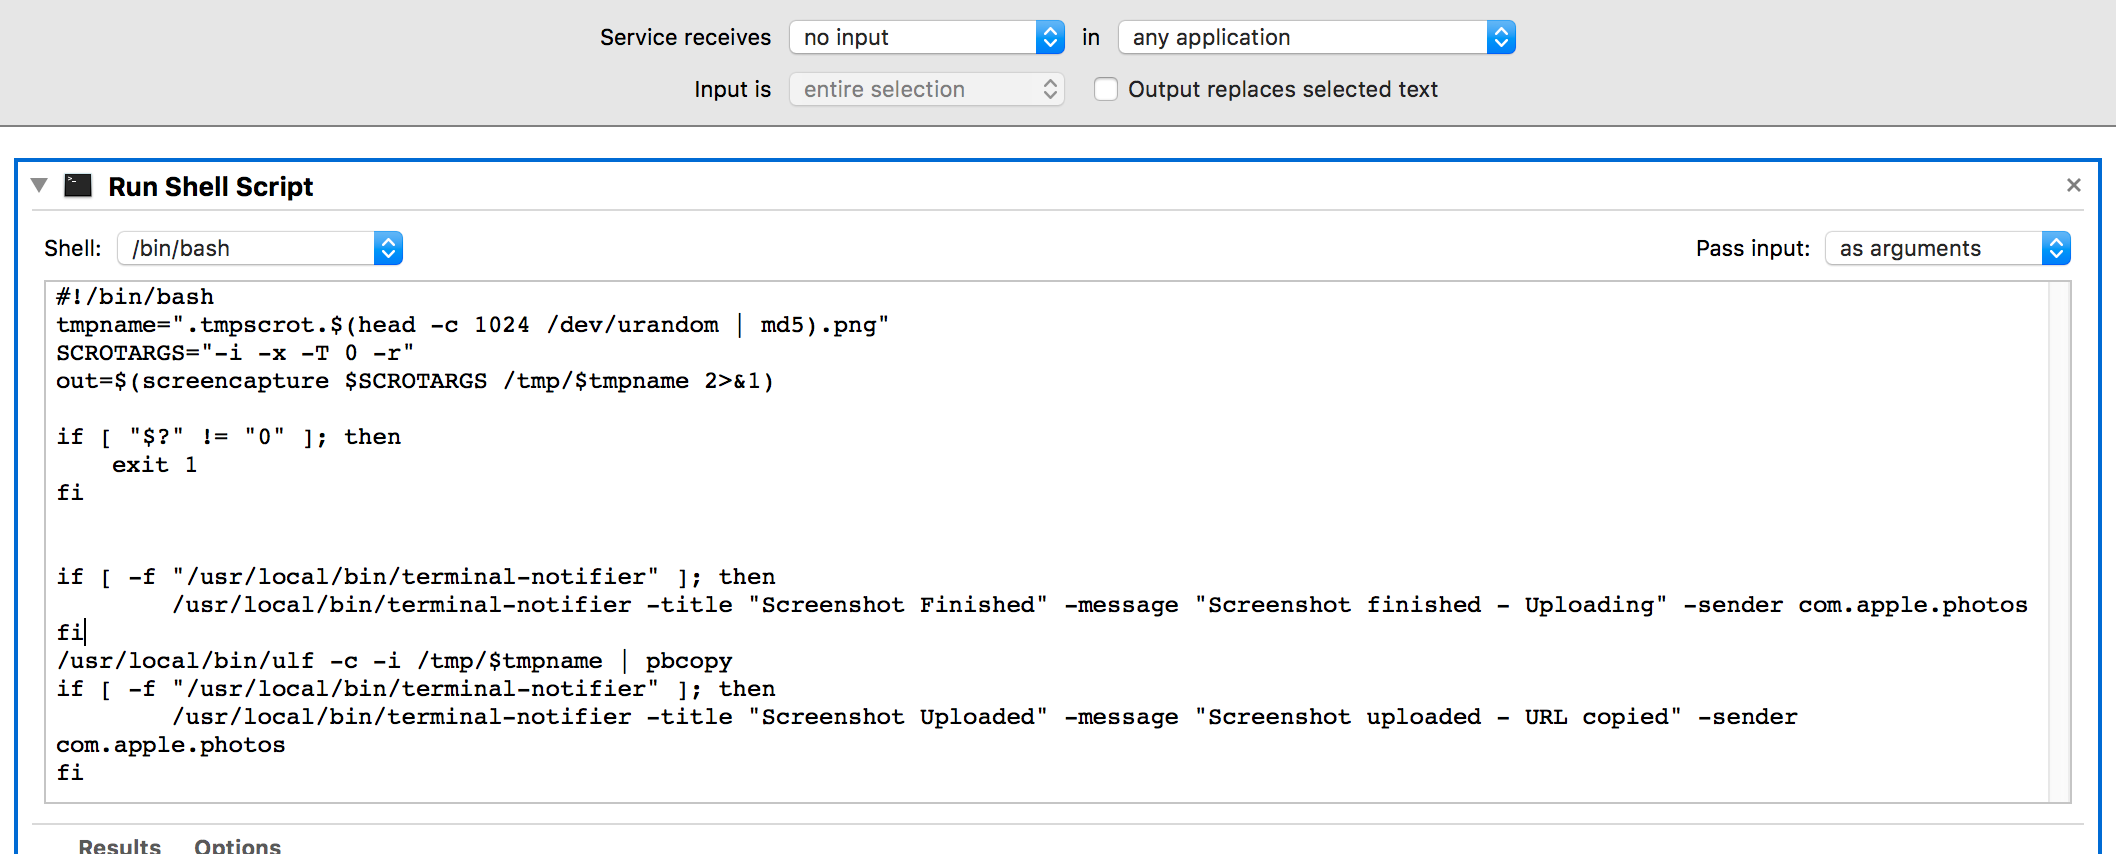 Service receives no input in any application
Input is entire selection Output replaces selected text
Run Shell Script
Shell: /bin/bash Pass input: as arguments
#!/bin/bash
tmpname=".tmpscrot.$(head -c 1024 /dev/urandom | md5).png"
SCROTARGS="-i -x -T 0 -r"
out=$(screencapture $SCROTARGS /tmp/$tmpname 2>&1)
if [ "$?" != "0" ]; then
    exit 1
fi
if [ -f "/usr/local/bin/terminal-notifier" ]; then
        /usr/local/bin/terminal-notifier -title "Screenshot Finished" -message "Screenshot finished - Uploading" -sender com.apple.photos
fi
/usr/local/bin/ulf -c -i /tmp/$tmpname | pbcopy
if [ -f "/usr/local/bin/terminal-notifier" ]; then
        /usr/local/bin/terminal-notifier -title "Screenshot Uploaded" -message "Screenshot uploaded - URL copied" -sender
com.apple.photos
fi
Results Options